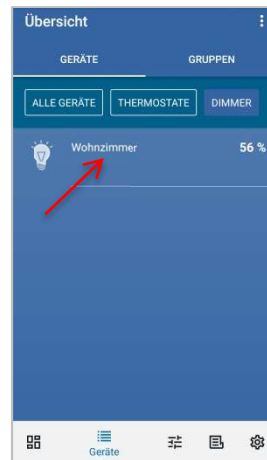 Übersicht
GERÄTE GRUPPEN
ALLE GERÄTE THERMOSTATE DIMMER
Wohnzimmer 56 %
Geräte